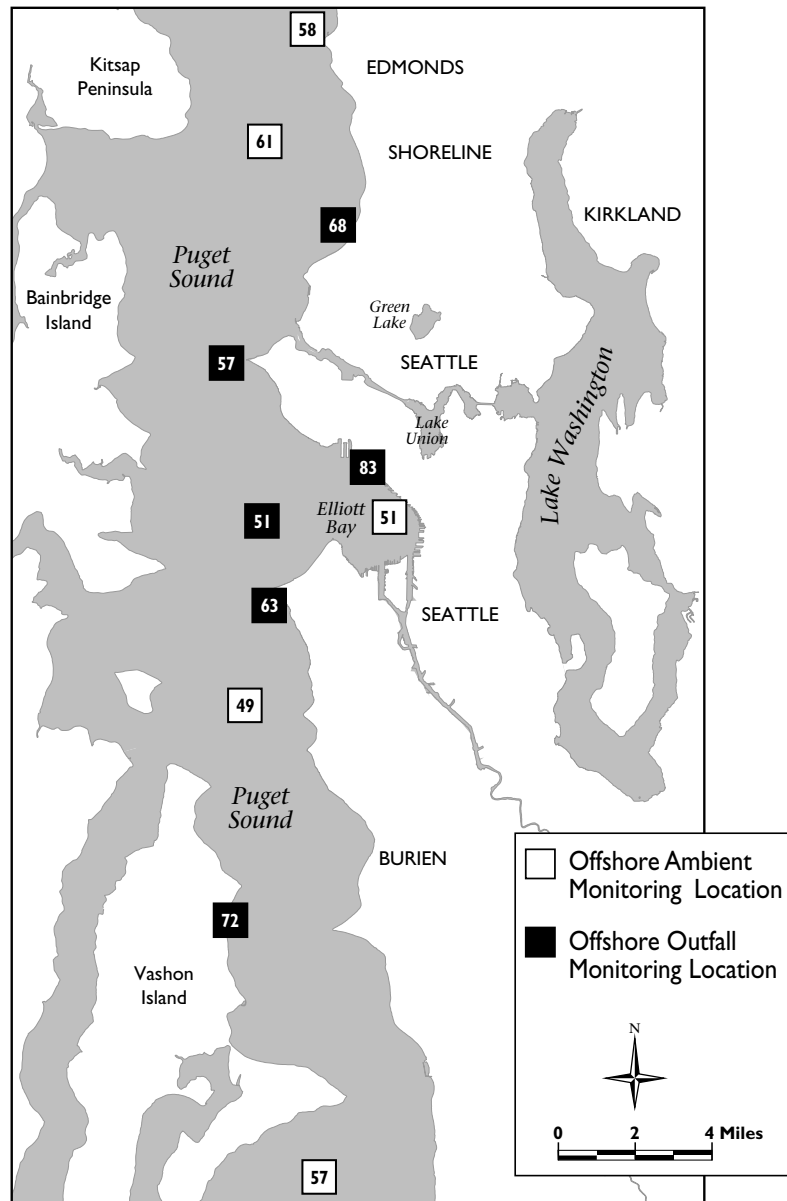 58
EDMONDS
Kitsap
Peninsula
61
SHORELINE
KIRKLAND
68
Puget
Sound
Bainbridge
Island
Green
Lake
57
SEATTLE
Lake Washington
Lake
Union
83
Elliott
Bay
51
51
63
SEATTLE
49
Puget
Sound
BURIEN
72
Vashon
Island
57
Offshore Ambient
Monitoring Location
Offshore Outfall
Monitoring Location
N
0 2 4 Miles